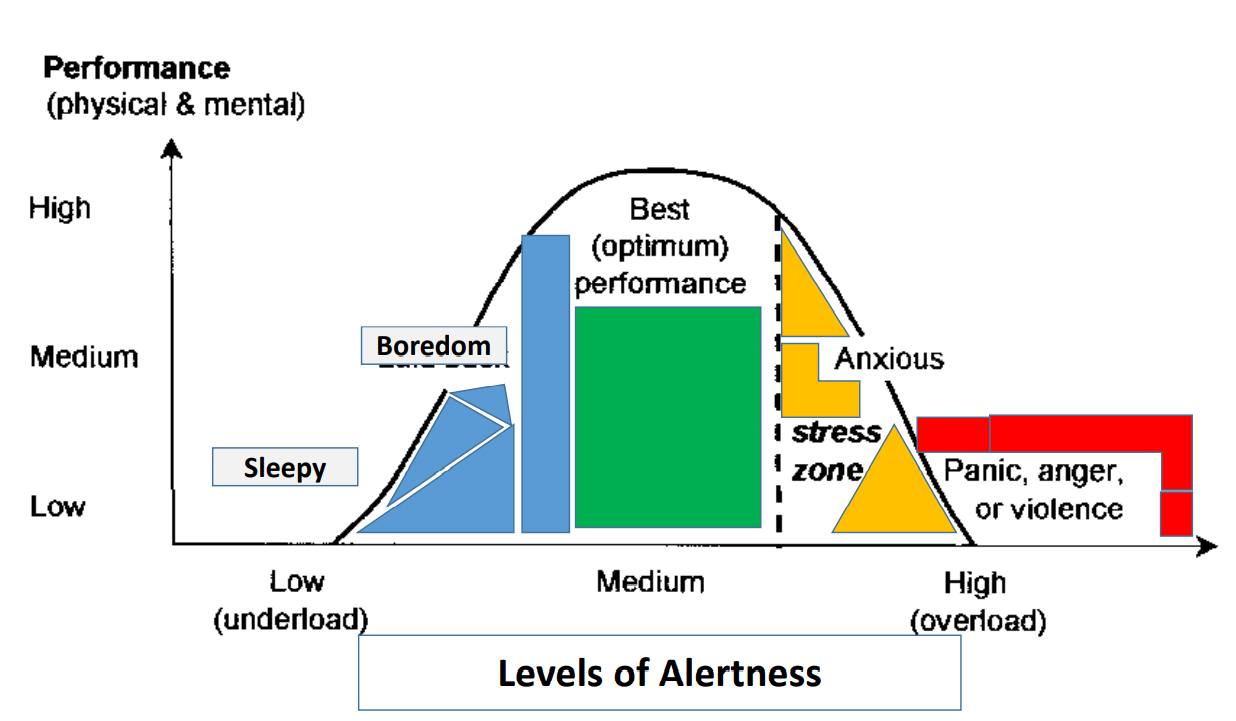 Performance
(physical & mental)
High
Best
(optimum)
performance
Boredom
Medium
Anxious
stress
zone
Sleepy
Panic, anger,
or violence
Low
Low
(underload)
Medium
High
(overload)
Levels of Alertness